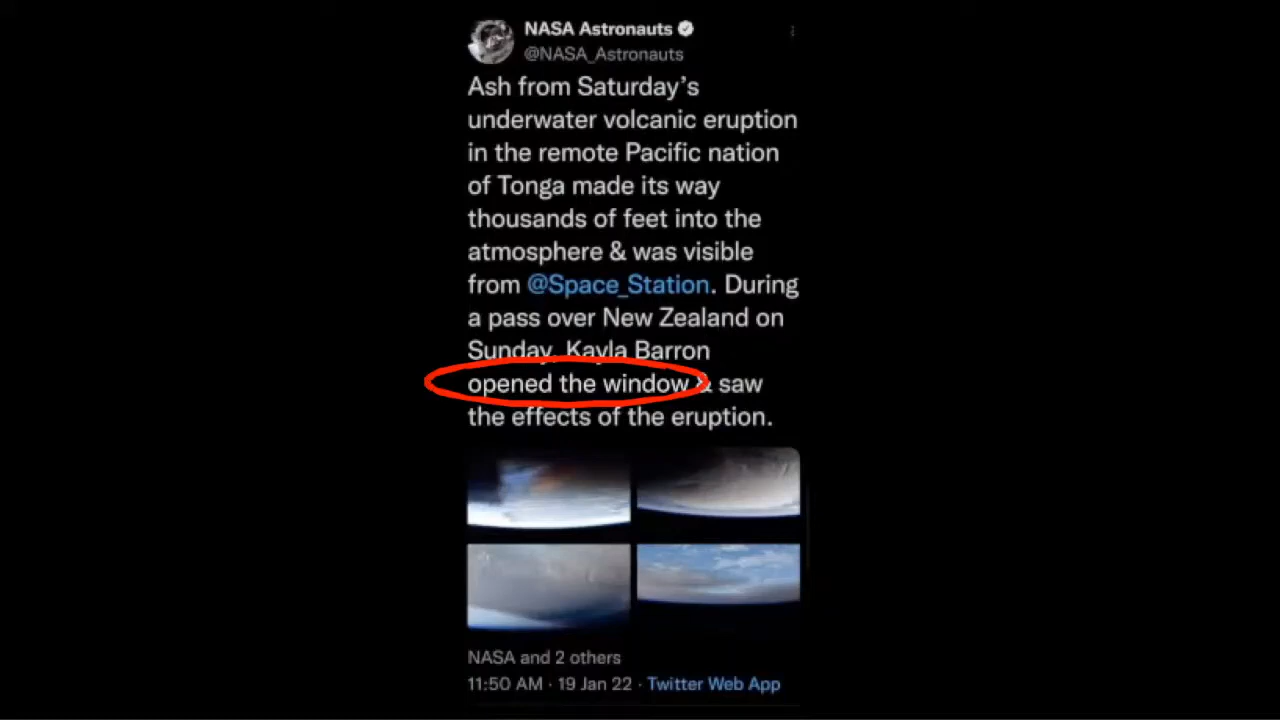 NASA Astronauts
@NASA_Astronauts
Ash from Saturday's
underwater volcanic eruption
in the remote Pacific nation
of Tonga made its way
thousands of feet into the
atmosphere & was visible
from @Space_Station. During
a pass over New Zealand on
Sunday, Kayla Barron
opened the window & saw
the effects of the eruption.
NASA and 2 others
11:50 AM · 19 Jan 22 · Twitter Web App